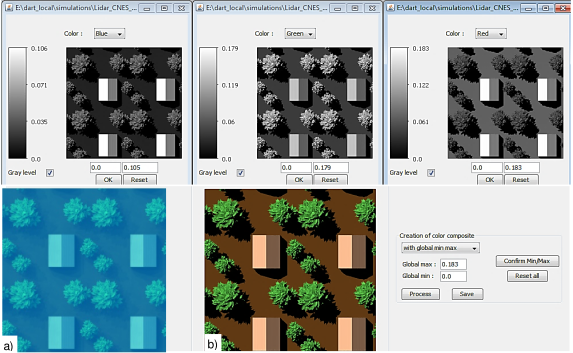 E:\dart_local\simulations\Lidar_CNES_...
Color : Blue
0.106
0.071
0.035
0.0
Gray level
0.0 0.105
OK Reset
E:\dart_local\simulations\Lidar_CNES_...
Color : Green
0.179
0.119
0.06
0.0
Gray level
0.0 0.179
OK Reset
E:\dart_local\simulations\Lidar_CNES_...
Color : Red
0.183
0.122
0.061
0.0
Gray level
0.0 0.183
OK Reset
a)
b)
Creation of color composite
with global min max
Global max : 0.183
Confirm Min/Max
Global min : 0.0
Reset all
Process Save